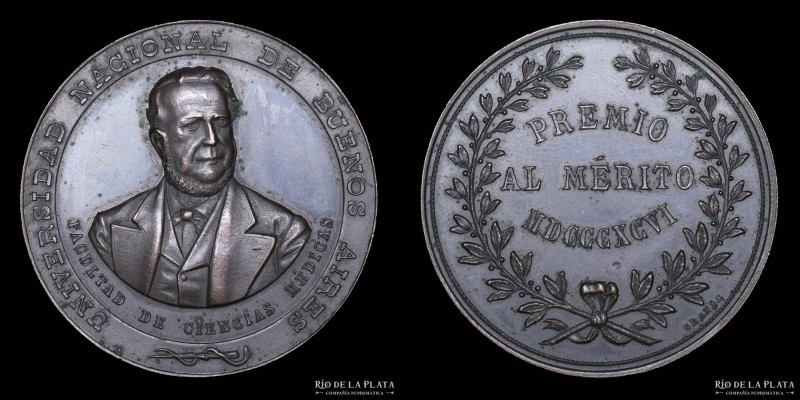 UNIVERSIDAD NACIONAL DE BUENOS AIRES
FACULTAD DE CIENCIAS MÉDICAS
PREMIO
AL MÉRITO
MDCCCXCVI
GRANDE
RÍO DE LA PLATA
COMPAÑÍA NUMISMÁTICA
RÍO DE LA PLATA
COMPAÑÍA NUMISMÁTICA